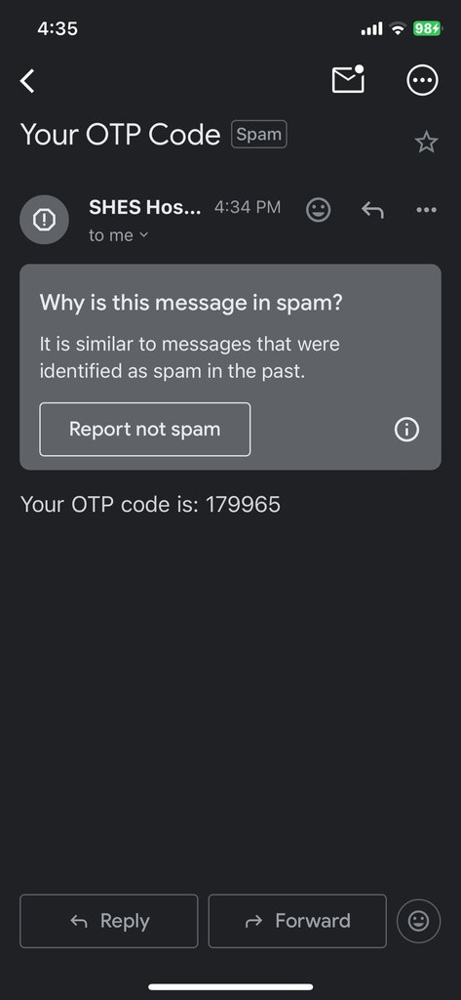 4:35
98
Your OTP Code Spam
SHES Hos... 4:34 PM
to me
Why is this message in spam?
It is similar to messages that were
identified as spam in the past.
Report not spam
Your OTP code is: 179965
Reply Forward